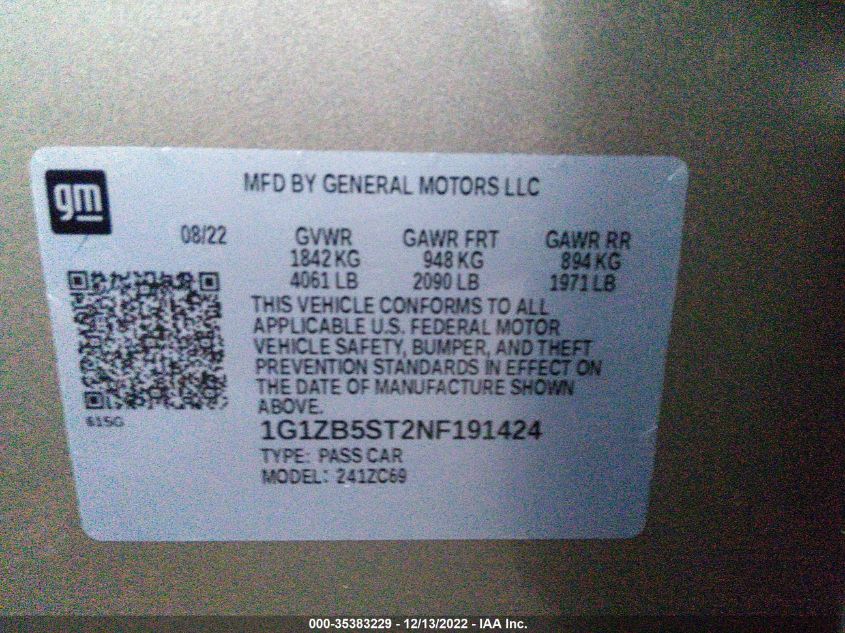 gm
MFD BY GENERAL MOTORS LLC
08/22 GVWR GAWR FRT GAWR RR
1842 KG 948 KG 894 KG
4061 LB 2090 LB 1971 LB
THIS VEHICLE CONFORMS TO ALL
APPLICABLE U.S. FEDERAL MOTOR
VEHICLE SAFETY, BUMPER, AND THEFT
PREVENTION STANDARDS IN EFFECT ON
THE DATE OF MANUFACTURE SHOWN
ABOVE.
615G
1G1ZB5ST2NF191424
TYPE: PASS CAR
MODEL: 241ZC69
000-35383229 - 12/13/2022 - IAA Inc.